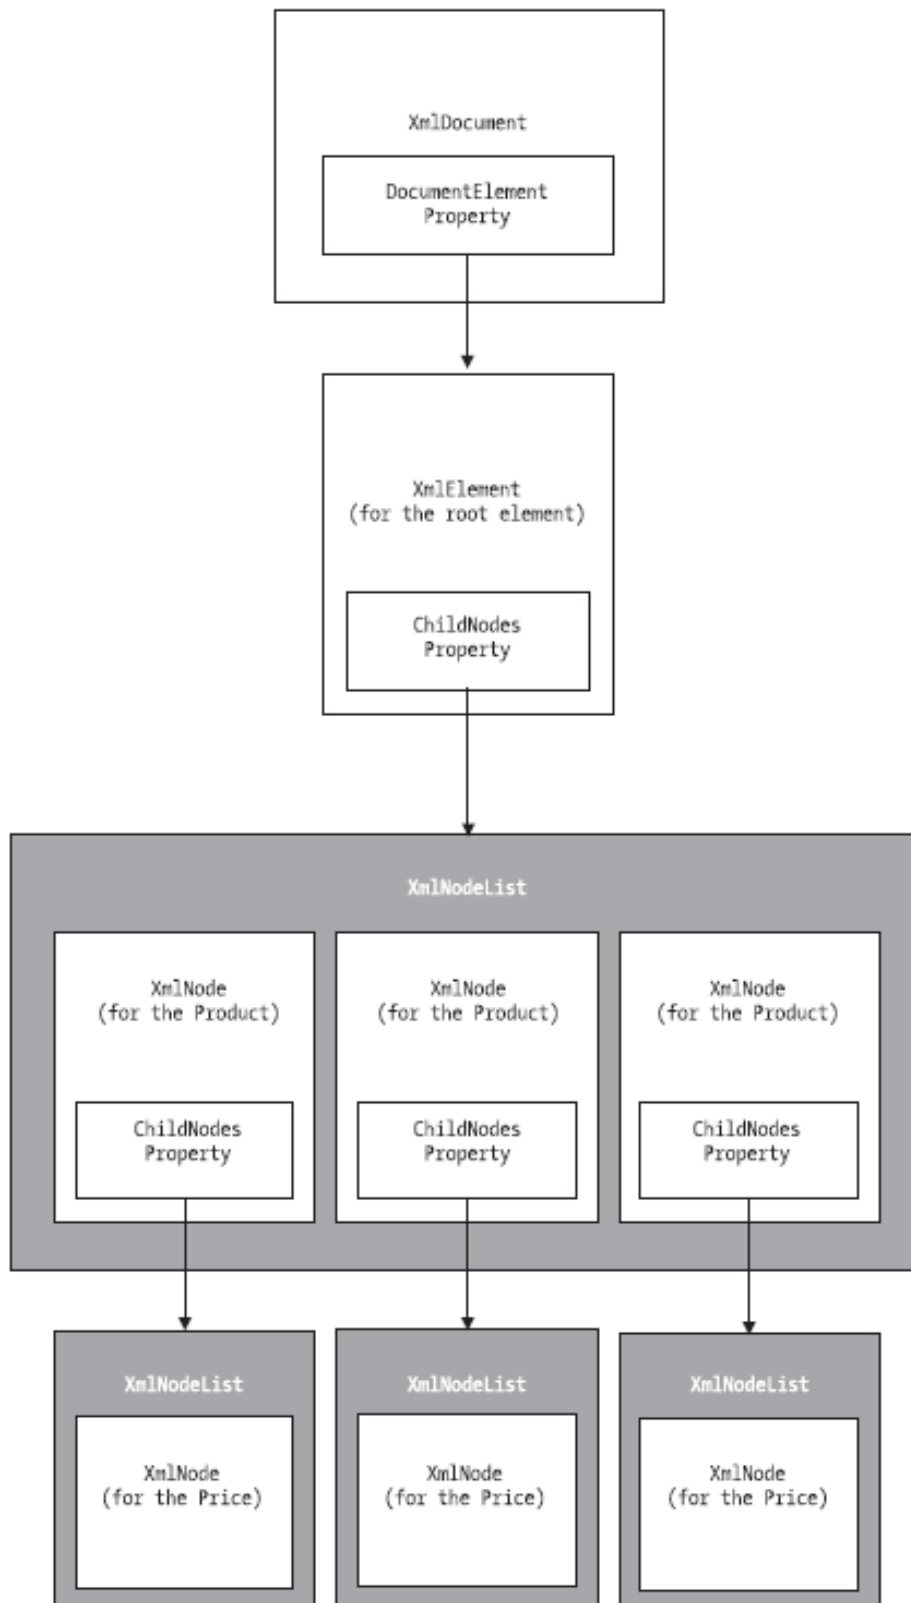 XmlDocument
DocumentElement
Property
XmlElement
(for the root element)
ChildNodes
Property
XmlNodeList
XmlNode
(for the Product)
ChildNodes
Property
XmlNode
(for the Product)
ChildNodes
Property
XmlNode
(for the Product)
ChildNodes
Property
XmlNodeList
XmlNode
(for the Price)
XmlNodeList
XmlNode
(for the Price)
XmlNodeList
XmlNode
(for the Price)